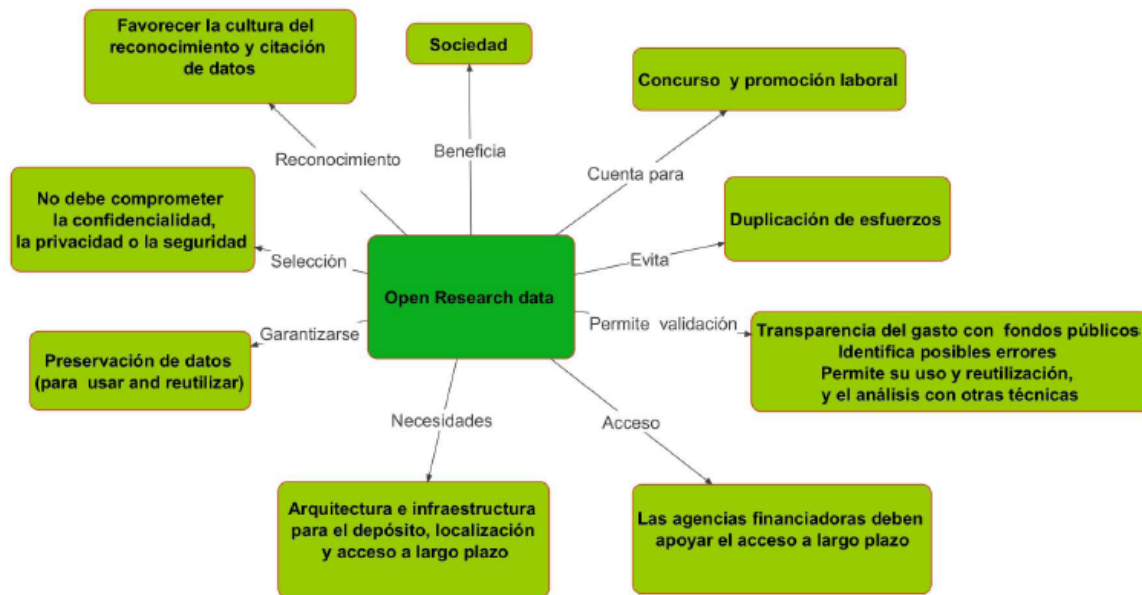 Favorecer la cultura del
reconocimiento y citación
de datos
Sociedad
Concurso y promoción laboral
Reconocimiento
Beneficia
Cuenta para
No debe comprometer
la confidencialidad,
la privacidad o la seguridad
Duplicación de esfuerzos
Selección
Evita
Open Research data
Garantizarse
Permite validación
Preservación de datos
(para usar and reutilizar)
Transparencia del gasto con fondos públicos
Identifica posibles errores
Permite su uso y reutilización,
y el análisis con otras técnicas
Necesidades
Acceso
Arquitectura e infraestructura
para el depósito, localización
y acceso a largo plazo
Las agencias financiadoras deben
apoyar el acceso a largo plazo